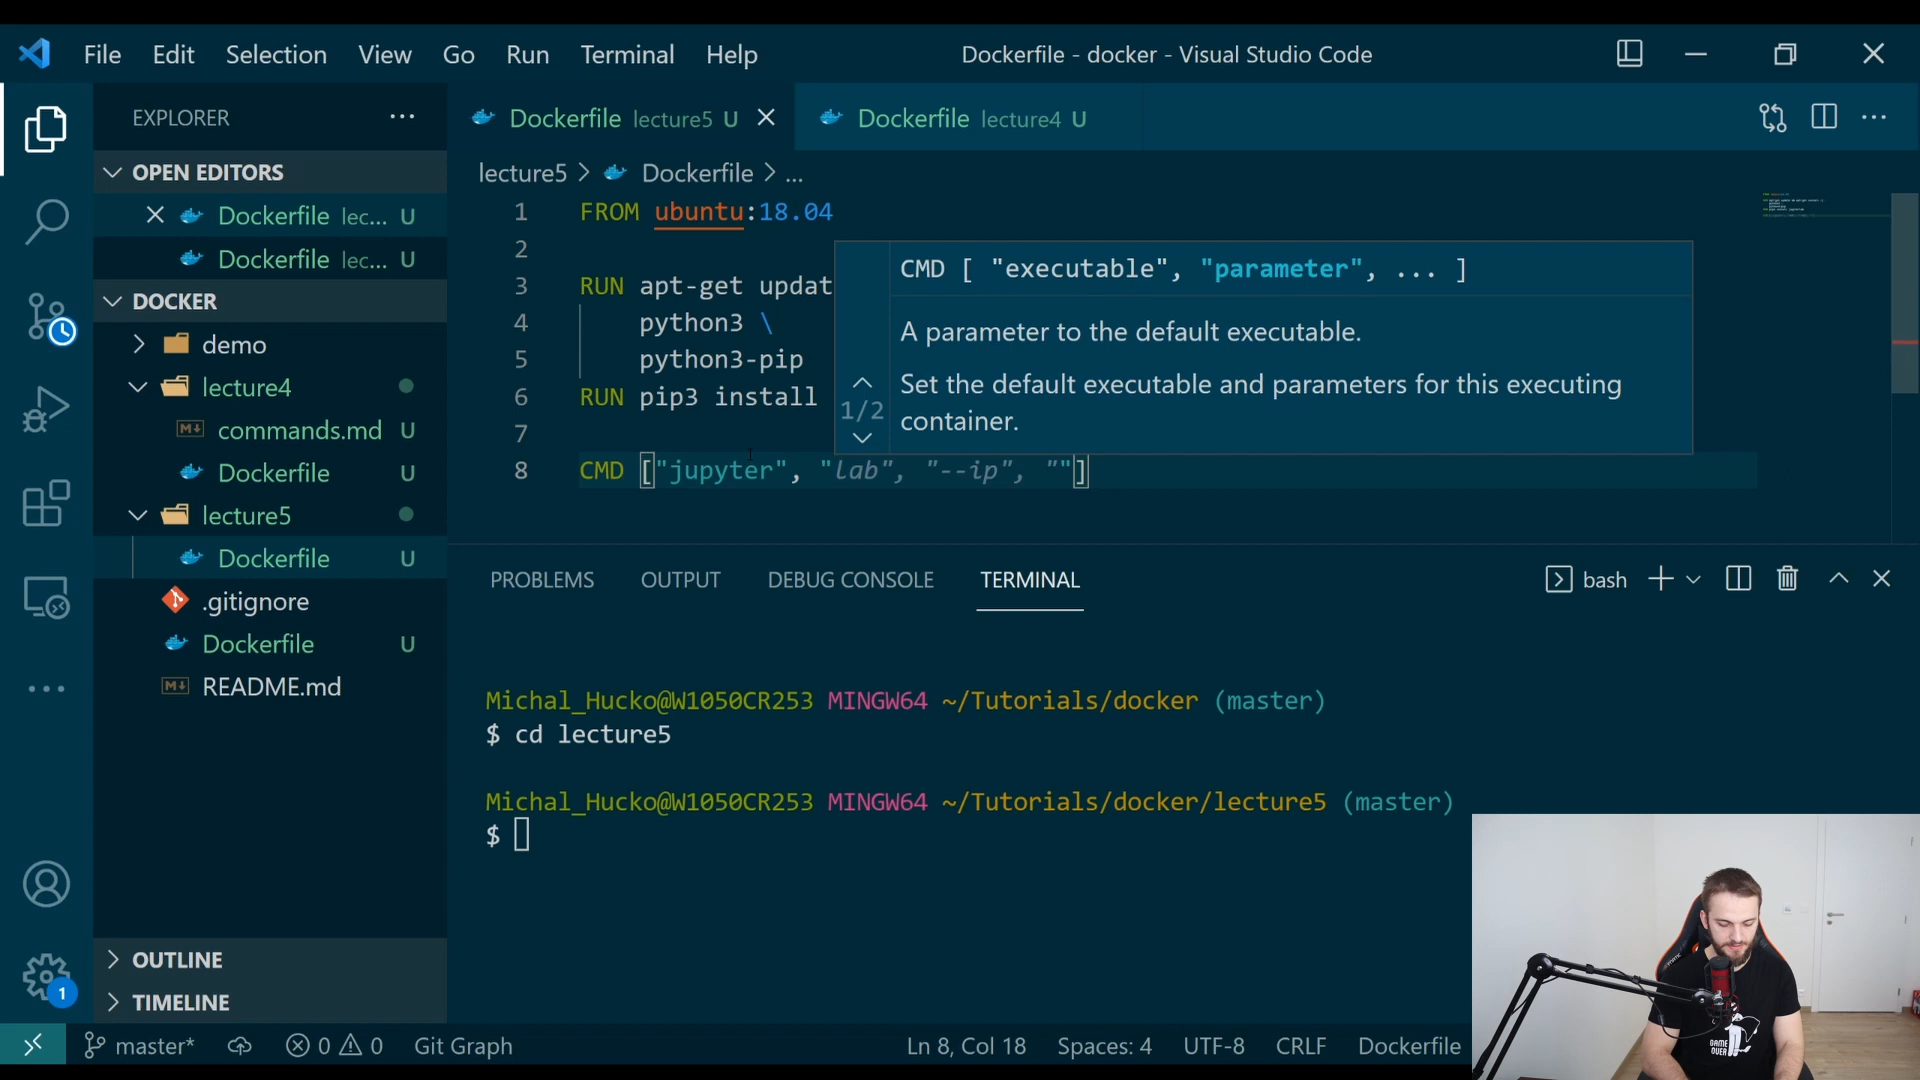 File Edit Selection View Go Run Terminal Help
Dockerfile - docker - Visual Studio Code
EXPLORER
OPEN EDITORS
Dockerfile lec... U
Dockerfile lec... U
DOCKER
demo
lecture4
commands.md U
Dockerfile U
lecture5
Dockerfile U
.gitignore
Dockerfile U
README.md
OUTLINE
TIMELINE
Dockerfile lecture5 U
Dockerfile lecture4 U
lecture5 > Dockerfile > ...
1 FROM ubuntu:18.04
2
3 RUN apt-get updat
4 python3 \
5 python3-pip
6 RUN pip3 install
7
8 CMD ["jupyter", "lab", "--ip", ""]
CMD [ "executable", "parameter", ... ]
A parameter to the default executable.
Set the default executable and parameters for this executing
container.
1/2
PROBLEMS OUTPUT DEBUG CONSOLE TERMINAL
bash
Michal_Hucko@W1050CR253 MINGW64 ~/Tutorials/docker (master)
$ cd lecture5
Michal_Hucko@W1050CR253 MINGW64 ~/Tutorials/docker/lecture5 (master)
$
GAME
OVER
1
master* 0 0 Git Graph
Ln 8, Col 18 Spaces: 4 UTF-8 CRLF Dockerfile